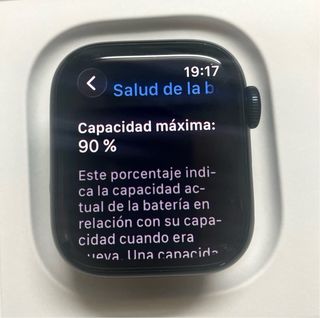 19:17
Salud de la b
Capacidad máxima:
90 %
Este porcentaje indi-
ca la capacidad ac-
tual de la batería en
relación con su capa-
cidad cuando era
nueva. Una capacida